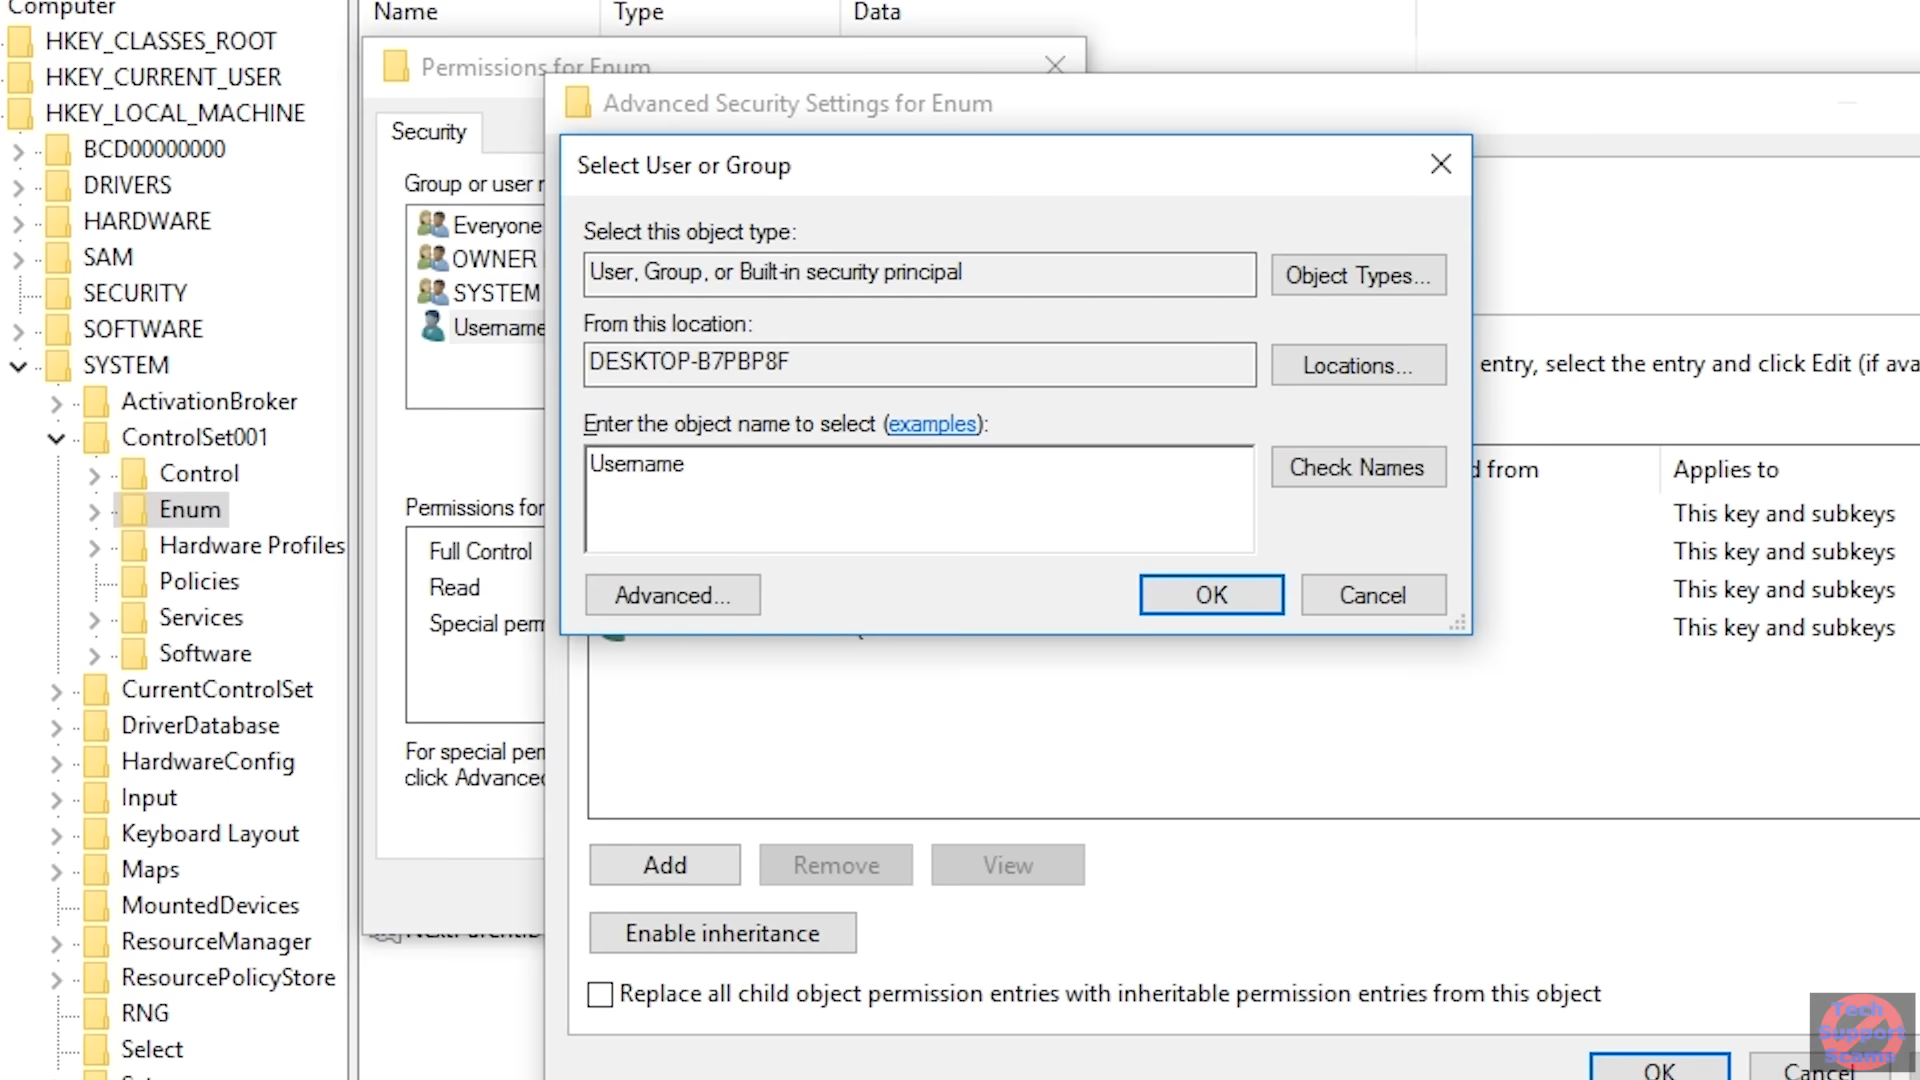 Computer
HKEY_CLASSES_ROOT
HKEY_CURRENT_USER
HKEY_LOCAL_MACHINE
BCD00000000
DRIVERS
HARDWARE
SAM
SECURITY
SOFTWARE
SYSTEM
ActivationBroker
ControlSet001
Control
Enum
Hardware Profiles
Policies
Services
Software
CurrentControlSet
DriverDatabase
HardwareConfig
Input
Keyboard Layout
Maps
MountedDevices
ResourceManager
ResourcePolicyStore
RNG
Select
Name Type Data
Permissions for Enum
Security
Group or user
Everyone
OWNER
SYSTEM
Username
Permissions for
Full Control
Read
Special
For special
click Advanced
Advanced Security Settings for Enum
Select User or Group
Select this object type:
User, Group, or Built-in security principal
Object Types...
From this location:
DESKTOP-B7PBP8F
Locations...
Enter the object name to select (examples):
Username
Check Names
Advanced...
OK
Cancel
entry, select the entry and click Edit (if
from
Applies to
This key and subkeys
This key and subkeys
This key and subkeys
This key and subkeys
Add
Remove
View
Enable inheritance
Replace all child object permission entries with inheritable permission entries from this object
OK
Cancel
Tech
Support
Scams